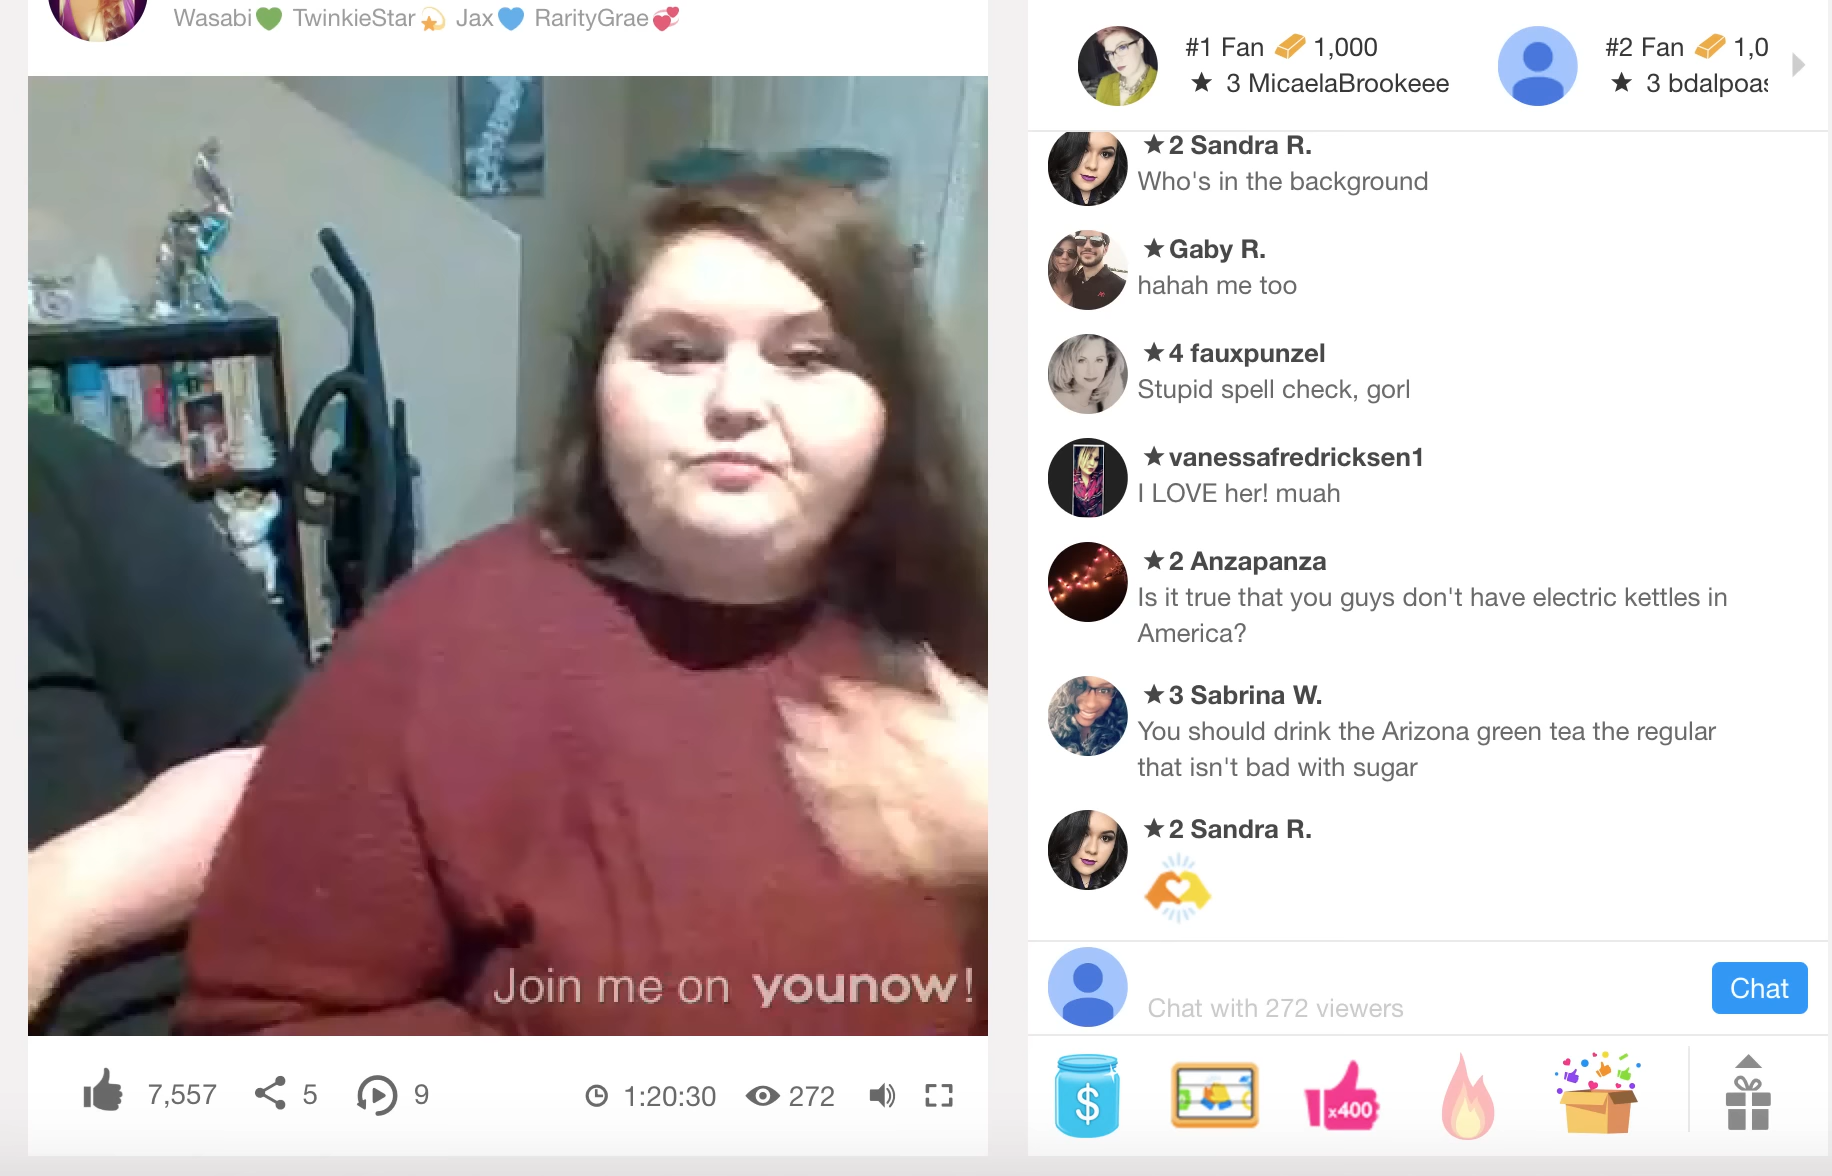 Wasabi💚 TwinkieStar💫 Jax💙 RarityGrae💞
#1 Fan 1,000
★ 3 MicaelaBrookeee
#2 Fan 1,0
★ 3 bdalpoas
★2 Sandra R.
Who's in the background
★Gaby R.
hahah me too
★4 fauxpunzel
Stupid spell check, gorl
★vanessafredricksen1
I LOVE her! muah
★2 Anzapanza
Is it true that you guys don't have electric kettles in
America?
★3 Sabrina W.
You should drink the Arizona green tea the regular
that isn't bad with sugar
★2 Sandra R.
Join me on younow!
Chat with 272 viewers
Chat
7,557
5
9
1:20:30
272
$
x400